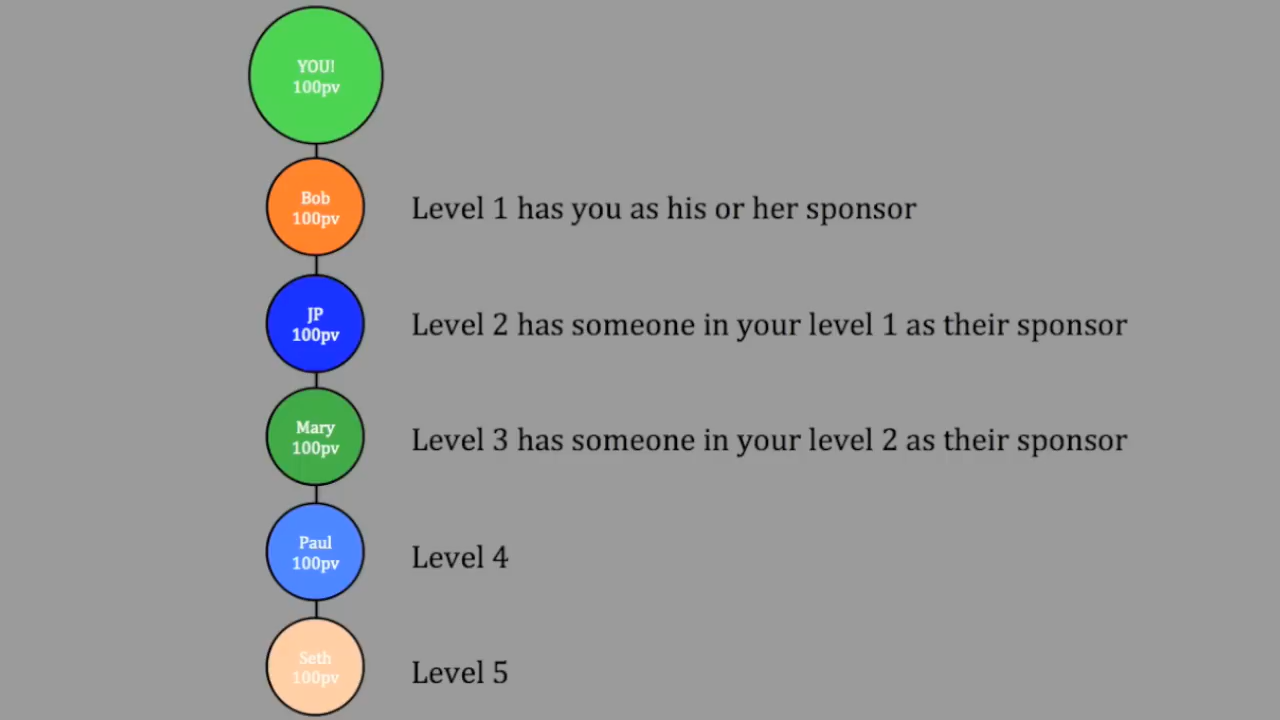 YOU!
100pv
Bob
100pv
Level 1 has you as his or her sponsor
JP
100pv
Level 2 has someone in your level 1 as their sponsor
Mary
100pv
Level 3 has someone in your level 2 as their sponsor
Paul
100pv
Level 4
Seth
100pv
Level 5